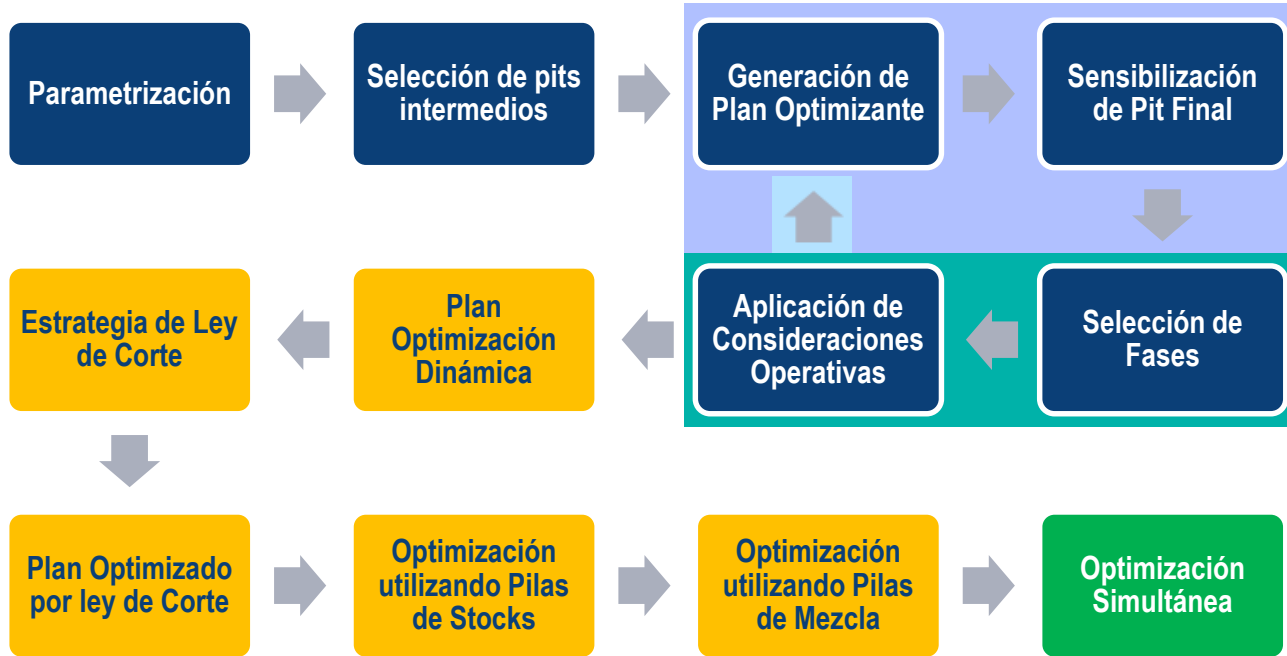 Parametrización
Selección de pits
intermedios
Generación de
Plan Optimizante
Sensibilización
de Pit Final
Estrategia de Ley
de Corte
Plan
Optimización
Dinámica
Aplicación de
Consideraciones
Operativas
Selección de
Fases
Plan Optimizado
por ley de Corte
Optimización
utilizando Pilas
de Stocks
Optimización
utilizando Pilas
de Mezcla
Optimización
Simultánea